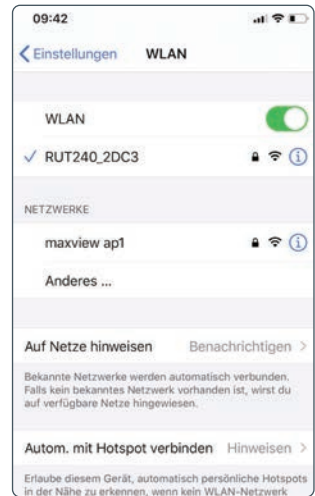 09:42
Einstellungen WLAN
WLAN
RUT240_2DC3
NETZWERKE
maxview ap1
Anderes ...
Auf Netze hinweisen Benachrichtigen
Bekannte Netzwerke werden automatisch verbunden.
Falls kein bekanntes Netzwerk vorhanden ist, wirst du
auf verfügbare Netze hingewiesen.
Autom. mit Hotspot verbinden Hinweisen
Erlaube diesem Gerät, automatisch persönliche Hotspots
in der Nähe zu erkennen, wenn kein WLAN-Netzwerk